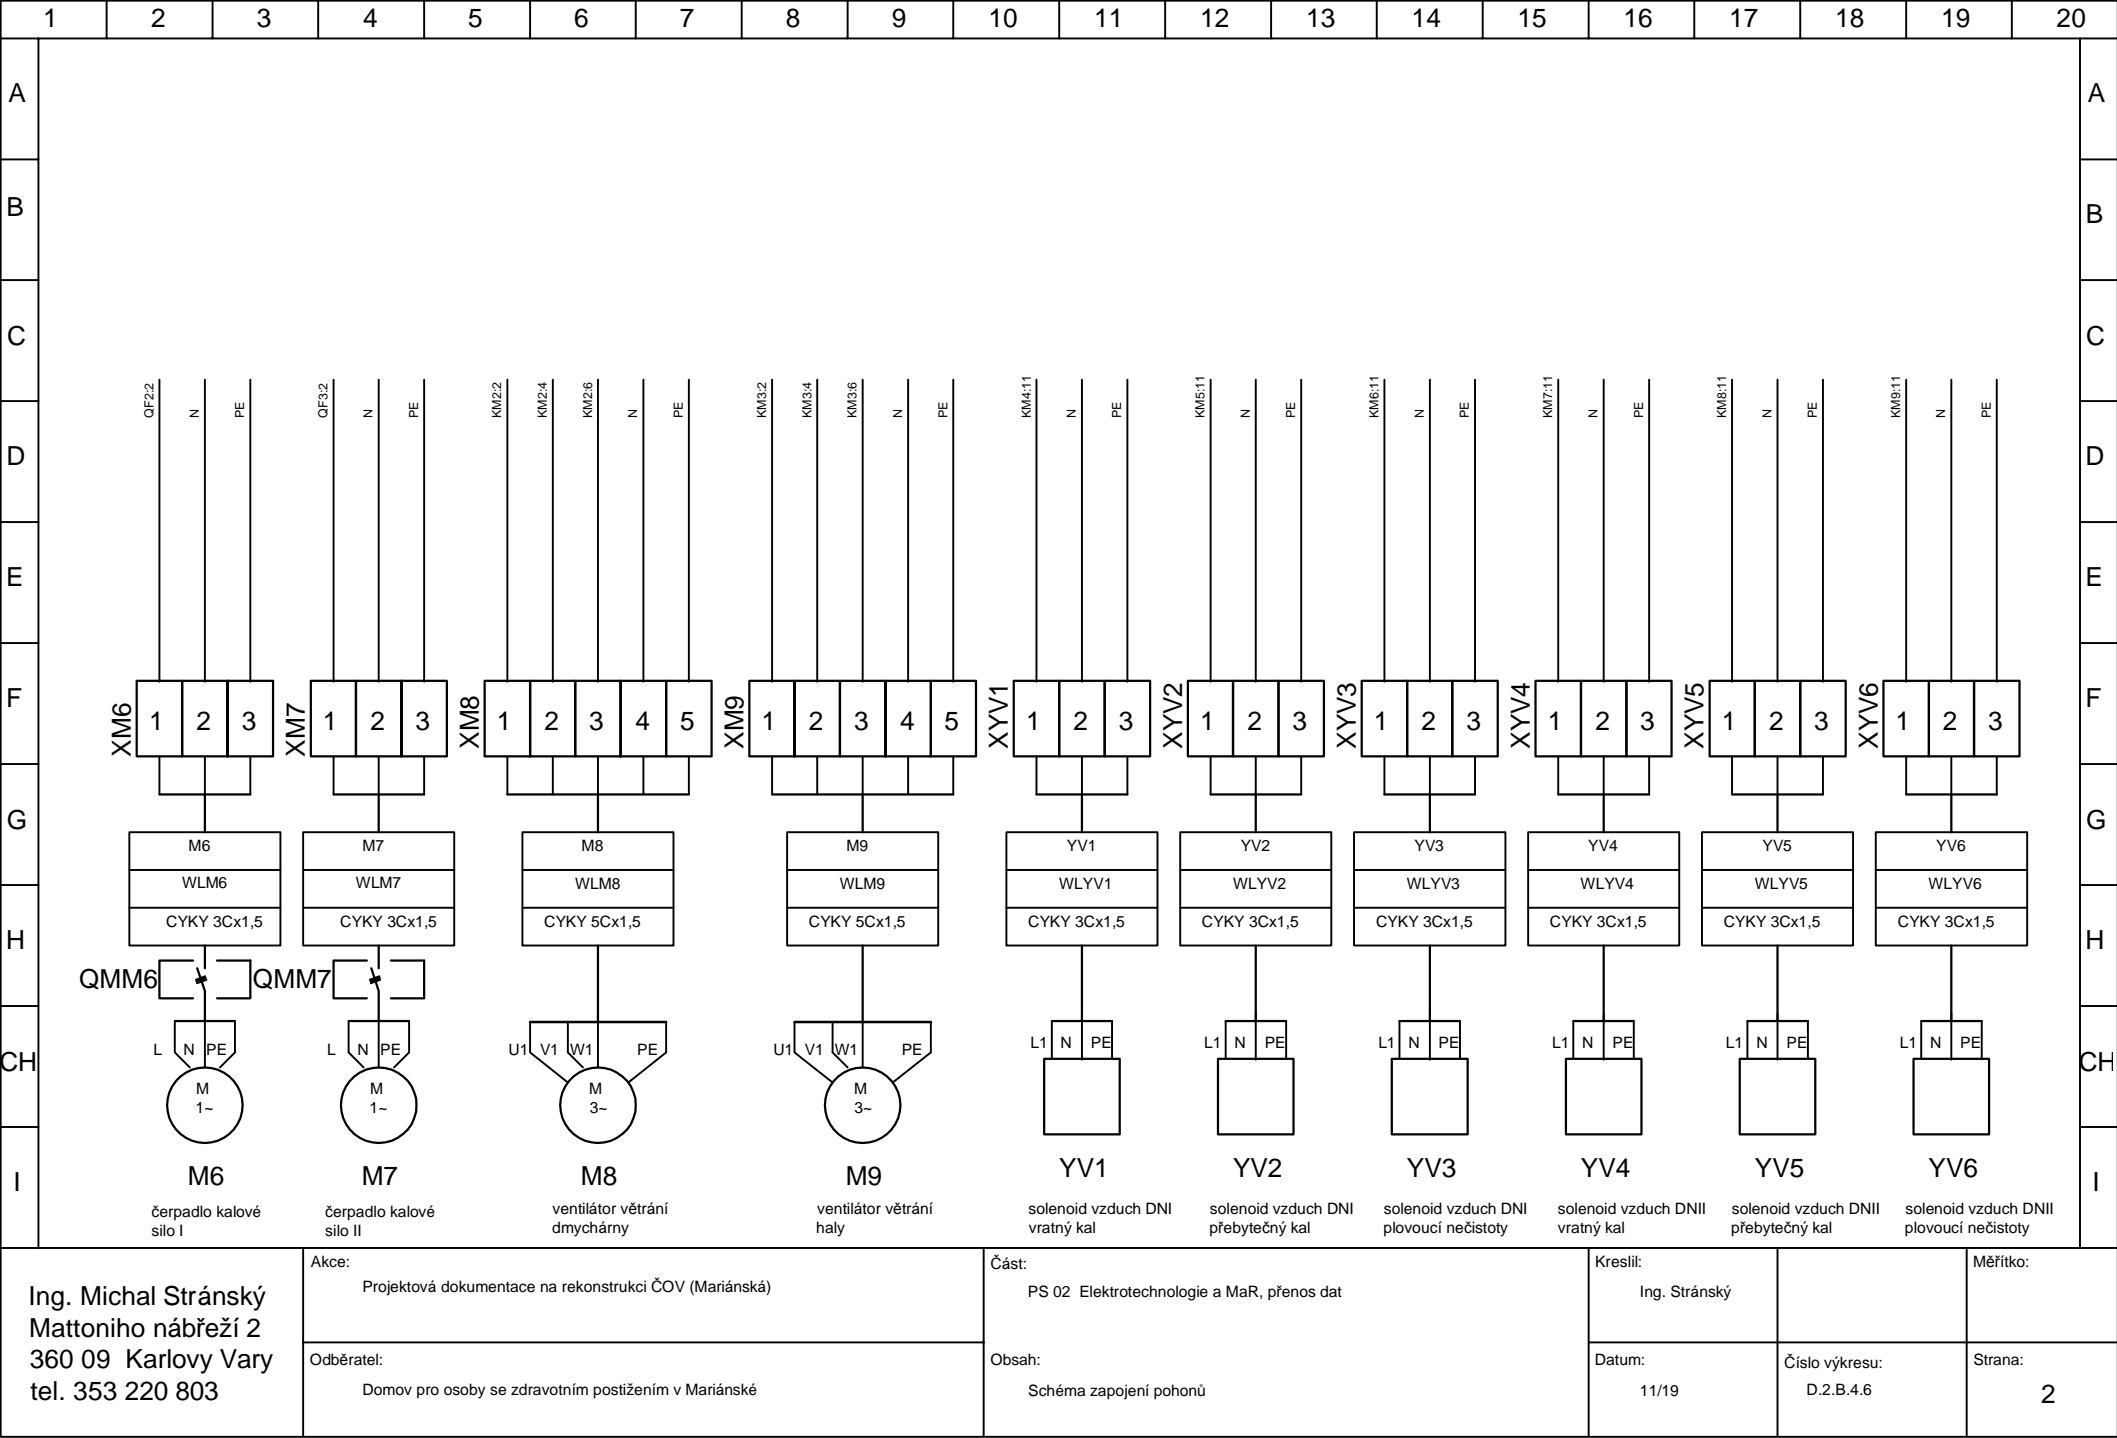 1 2 3 4 5 6 7 8 9 10 11 12 13 14 15 16 17 18 19 20
A A
B B
C C
QF2:2 N PE QF3:2 N PE KM2:2 KM2:4 KM2:6 N PE KM3:2 KM3:4 KM3:6 N PE KM4:11 N PE KM5:11 N PE KM6:11 N PE KM7:11 N PE KM8:11 N PE KM9:11 N PE
D D
E E
F F
XM6 1 2 3 XM7 1 2 3 XM8 1 2 3 4 5 XM9 1 2 3 4 5 XYV1 1 2 3 XYV2 1 2 3 XYV3 1 2 3 XYV4 1 2 3 XYV5 1 2 3 XYV6 1 2 3
G G
M6 M7 M8 M9 YV1 YV2 YV3 YV4 YV5 YV6
WLM6 WLM7 WLM8 WLM9 WLYV1 WLYV2 WLYV3 WLYV4 WLYV5 WLYV6
CYKY 3Cx1,5 CYKY 3Cx1,5 CYKY 5Cx1,5 CYKY 5Cx1,5 CYKY 3Cx1,5 CYKY 3Cx1,5 CYKY 3Cx1,5 CYKY 3Cx1,5 CYKY 3Cx1,5 CYKY 3Cx1,5
H H
QMM6 QMM7
L N PE L N PE U1 V1 W1 PE U1 V1 W1 PE L1 N PE L1 N PE L1 N PE L1 N PE L1 N PE L1 N PE
CH CH
M M M M
1~ 1~ 3~ 3~
M6 M7 M8 M9 YV1 YV2 YV3 YV4 YV5 YV6
I I
čerpadlo kalové
silo I
čerpadlo kalové
silo II
ventilátor větrání
dmychárny
ventilátor větrání
haly
solenoid vzduch DNI
vratný kal
solenoid vzduch DNI
přebytečný kal
solenoid vzduch DNI
plovoucí nečistoty
solenoid vzduch DNII
vratný kal
solenoid vzduch DNII
přebytečný kal
solenoid vzduch DNII
plovoucí nečistoty
Ing. Michal Stránský
Mattoniho nábřeží 2
360 09 Karlovy Vary
tel. 353 220 803
Akce:
Projektová dokumentace na rekonstrukci ČOV (Mariánská)
Odběratel:
Domov pro osoby se zdravotním postižením v Mariánské
Část:
PS 02 Elektrotechnologie a MaR, přenos dat
Obsah:
Schéma zapojení pohonů
Kreslil:
Ing. Stránský
Měřítko:
Datum:
11/19
Číslo výkresu:
D.2.B.4.6
Strana:
2